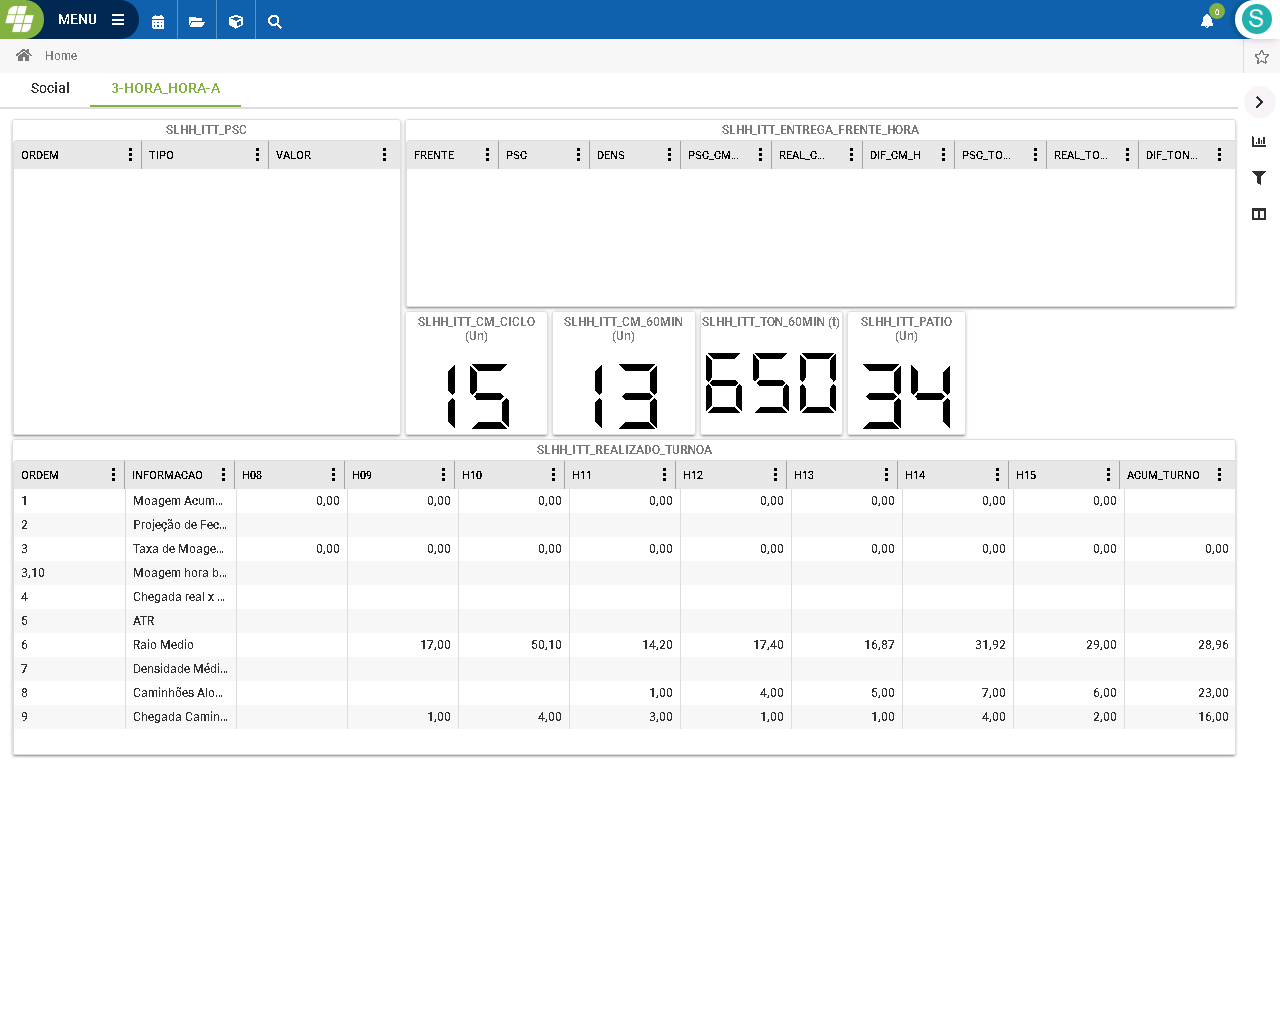 MENU
0
S
Home
Social
3-HORA_HORA-A
SLHH_ITT_PSC
ORDEM TIPO VALOR
SLHH_ITT_ENTREGA_FRENTE_HORA
FRENTE PSC DENS PSC_CM... REAL_C... DIF_CM_H PSC_TO... REAL_TO... DIF_TON...
SLHH_ITT_CM_CICLO
(Un)
15
SLHH_ITT_CM_60MIN
(Un)
13
SLHH_ITT_TON_60MIN (t)
650
SLHH_ITT_PATIO
(Un)
34
SLHH_ITT_REALIZADO_TURNOA
ORDEM INFORMACAO H08 H09 H10 H11 H12 H13 H14 H15 ACUM_TURNO
1 Moagem Acum... 0,00 0,00 0,00 0,00 0,00 0,00 0,00 0,00
2 Projeção de Fec...
3 Taxa de Moage... 0,00 0,00 0,00 0,00 0,00 0,00 0,00 0,00 0,00
3,10 Moagem hora b...
4 Chegada real x ...
5 ATR
6 Raio Medio 17,00 50,10 14,20 17,40 16,87 31,92 29,00 28,96
7 Densidade Médi...
8 Caminhões Alo... 1,00 4,00 5,00 7,00 6,00 23,00
9 Chegada Camin... 1,00 4,00 3,00 1,00 1,00 4,00 2,00 16,00